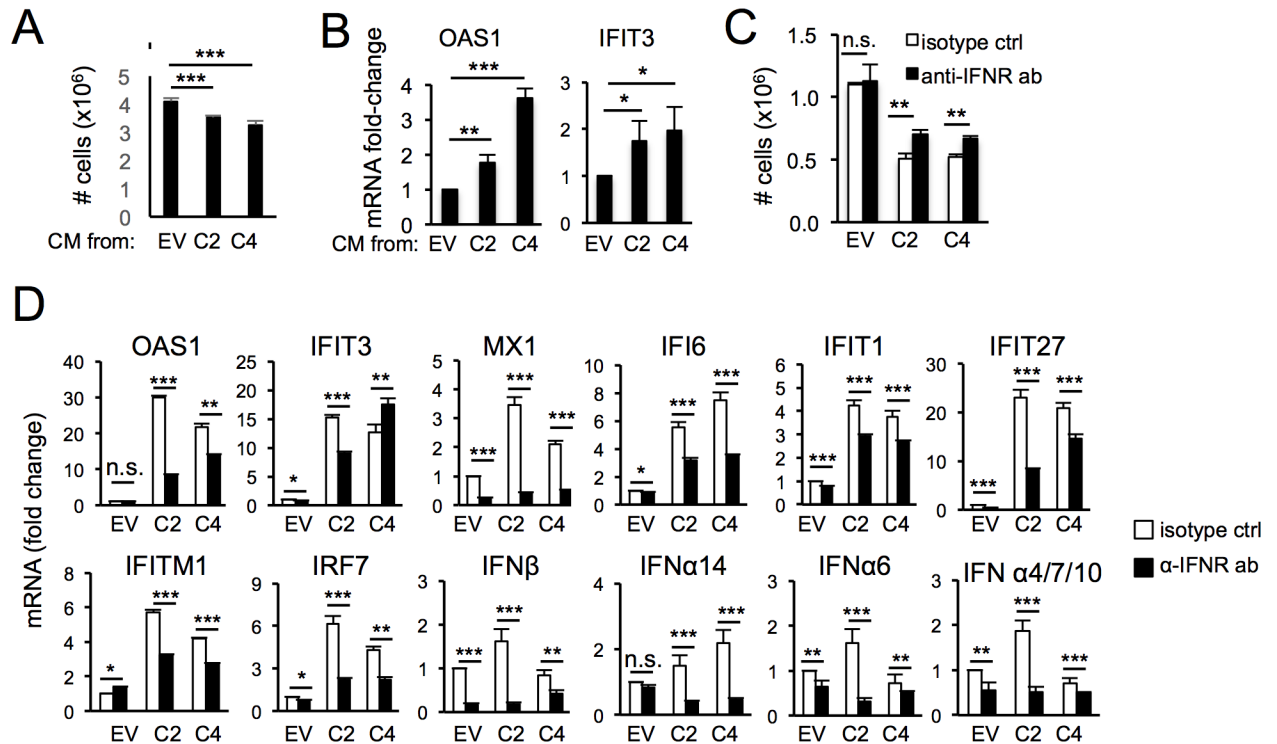 A
***
***
5
4
3
2
1
0
# cells (x10⁶)
CM from: EV C2 C4
B
OAS1
IFIT3
mRNA fold-change
***
**
4
3
2
1
0
*
*
3
2
1
0
CM from: EV C2 C4
EV C2 C4
C
n.s.
isotype ctrl
anti-IFNR ab
# cells (x10⁶)
1.5
1.0
0.5
0.0
** **
EV C2 C4
D
mRNA (fold change)
OAS1
40
30
20
10
0
n.s. *** **
EV C2 C4
IFIT3
25
20
15
10
5
0
* *** **
EV C2 C4
MX1
5
4
3
2
1
0
*** *** ***
EV C2 C4
IFI6
10
8
6
4
2
0
* *** ***
EV C2 C4
IFIT1
6
5
4
3
2
1
0
*** *** ***
EV C2 C4
IFIT27
30
20
10
0
*** *** ***
EV C2 C4
isotype ctrl
α-IFNR ab
IFITM1
8
6
4
2
0
* *** ***
EV C2 C4
IRF7
9
6
3
0
* *** **
EV C2 C4
IFNβ
3
2
1
0
*** *** **
EV C2 C4
IFNα14
4
2
0
n.s. *** ***
EV C2 C4
IFNα6
3
2
1
0
** *** **
EV C2 C4
IFN α4/7/10
3
2
1
0
** *** ***
EV C2 C4